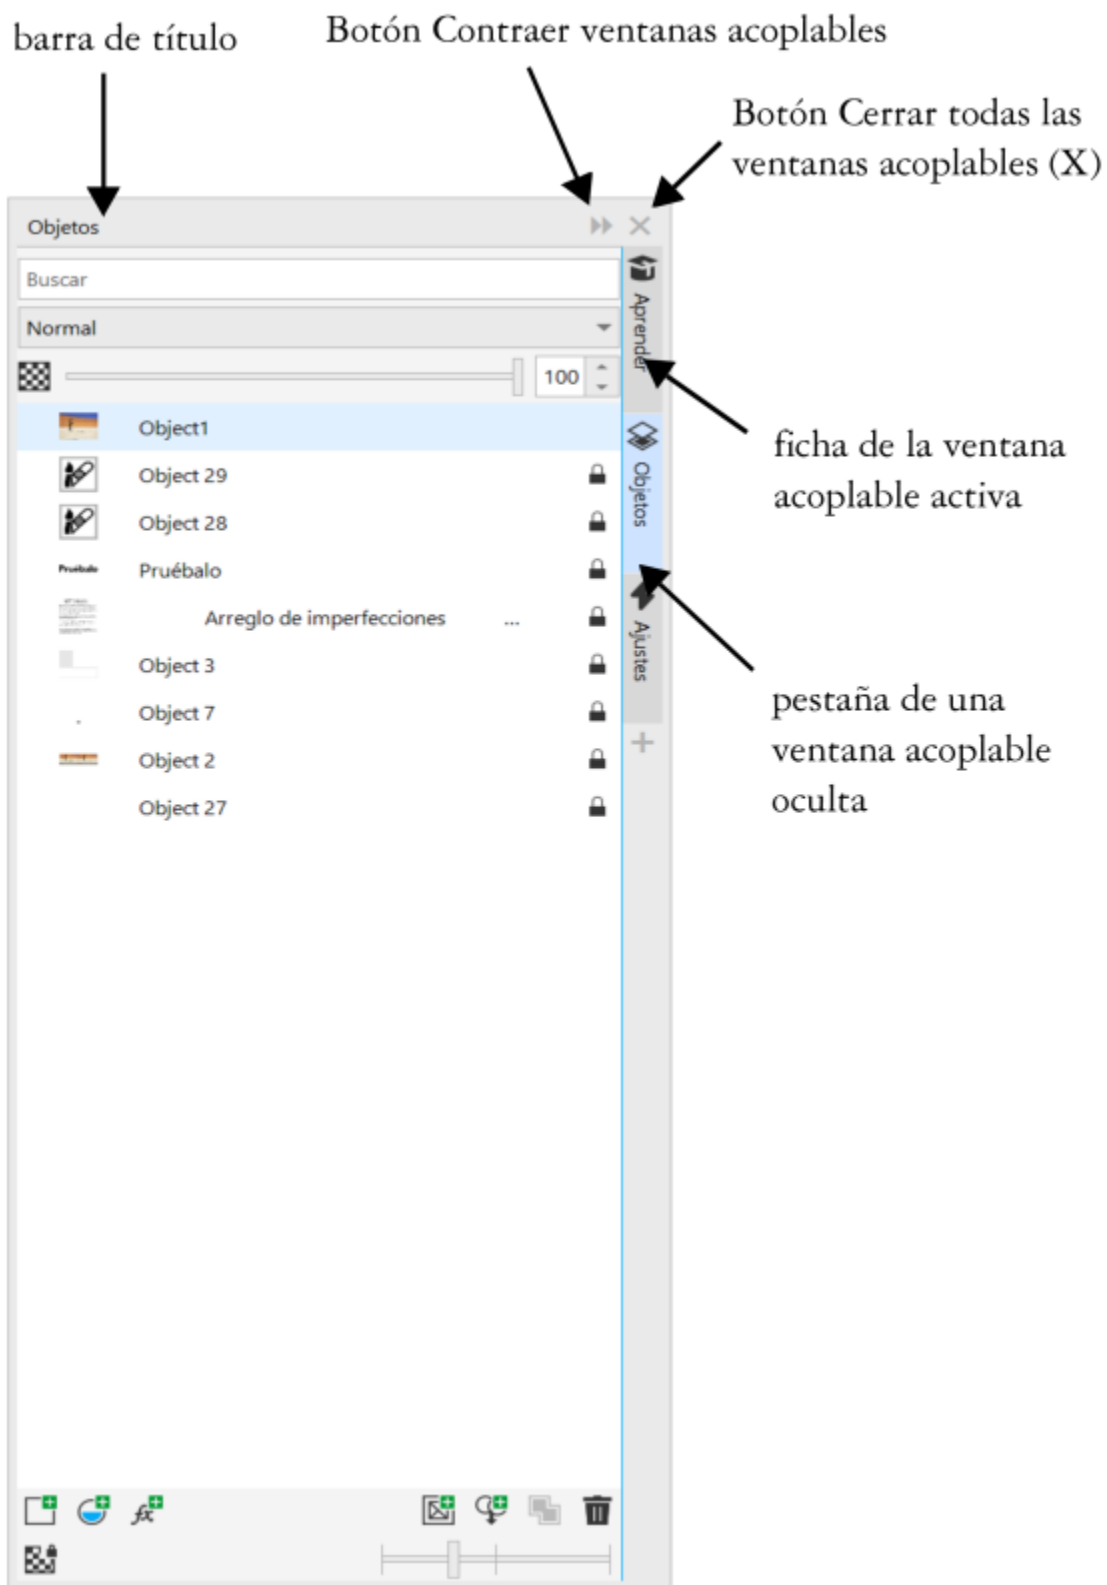 barra de título
Botón Contraer ventanas acoplables
Botón Cerrar todas las
ventanas acoplables (X)
Objetos
Buscar
Normal
100
Aprender
Objetos
Ajustes
Object1
Object 29
Object 28
Pruébalo
Pruébalo
Arreglo de imperfecciones ...
Object 3
Object 7
Object 2
Object 27
ficha de la ventana
acoplable activa
pestaña de una
ventana acoplable
oculta
fx